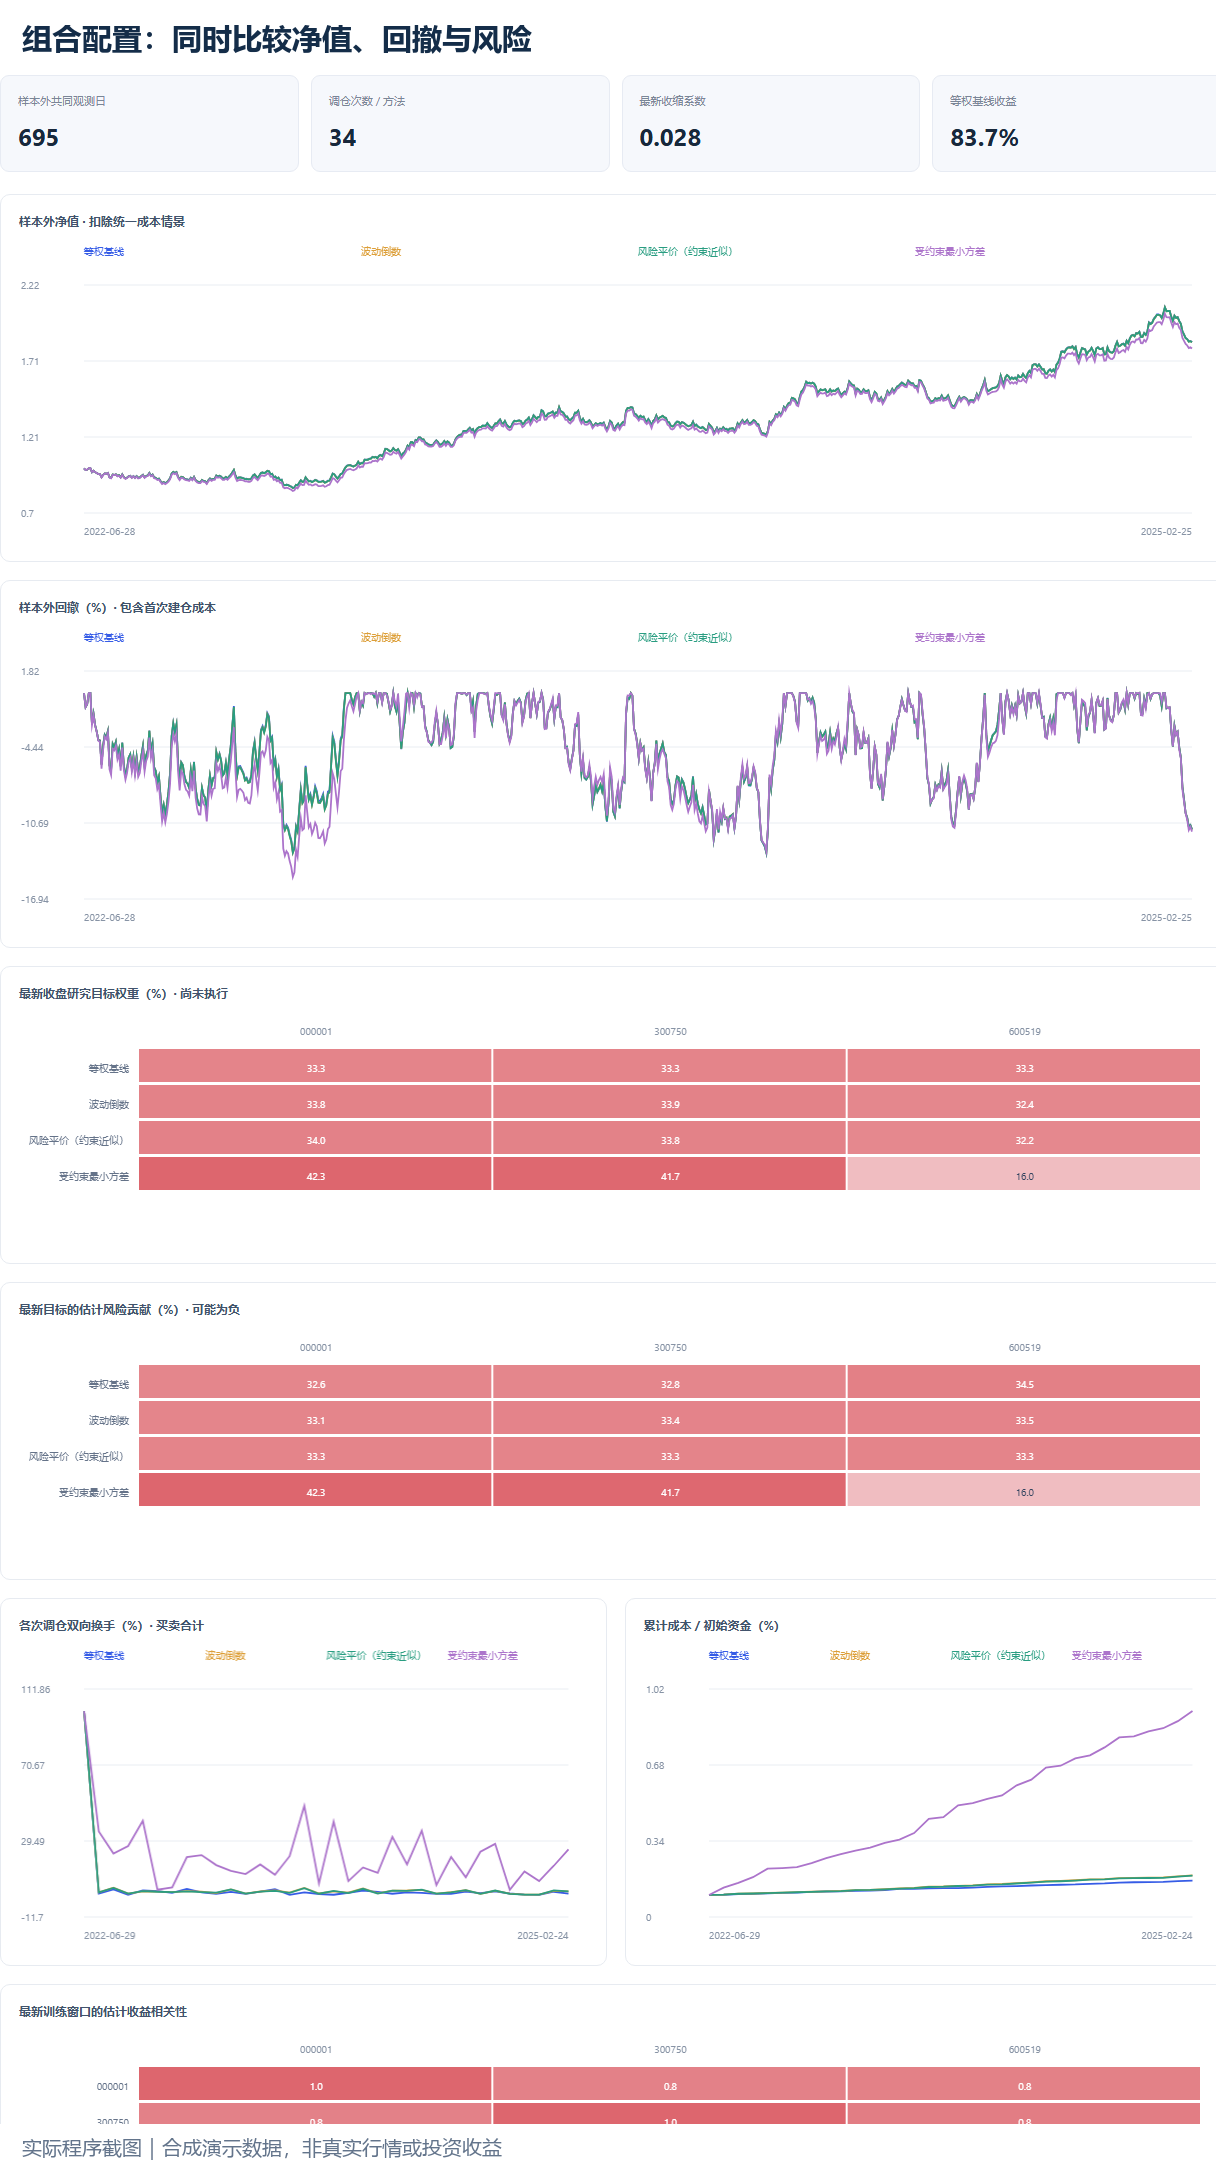 组合配置：同时比较净值、回撤与风险
样本外共同观测日
695
调仓次数 / 方法
34
最新收缩系数
0.028
等权基线收益
83.7%
样本外净值 · 扣除统一成本情景
等权基线 波动倒数 风险平价（约束近似） 受约束最小方差
2.22
1.71
1.21
0.7
2022-06-28 2025-02-25
样本外回撤（%）· 包含首次建仓成本
等权基线 波动倒数 风险平价（约束近似） 受约束最小方差
1.82
-4.44
-10.69
-16.94
2022-06-28 2025-02-25
最新收盘研究目标权重（%）· 尚未执行
000001 300750 600519
等权基线 33.3 33.3 33.3
波动倒数 33.8 33.9 32.4
风险平价（约束近似） 34.0 33.8 32.2
受约束最小方差 42.3 41.7 16.0
最新目标的估计风险贡献（%）· 可能为负
000001 300750 600519
等权基线 32.6 32.8 34.5
波动倒数 33.1 33.4 33.5
风险平价（约束近似） 33.3 33.3 33.3
受约束最小方差 42.3 41.7 16.0
各次调仓双向换手（%）· 买卖合计
等权基线 波动倒数 风险平价（约束近似） 受约束最小方差
111.86
70.67
29.49
-11.7
2022-06-29 2025-02-24
累计成本 / 初始资金（%）
等权基线 波动倒数 风险平价（约束近似） 受约束最小方差
1.02
0.68
0.34
0
2022-06-29 2025-02-24
最新训练窗口的估计收益相关性
000001 300750 600519
000001 1.0 0.8 0.8
300750 0.8 1.0 0.8
实际程序截图｜合成演示数据，非真实行情或投资收益